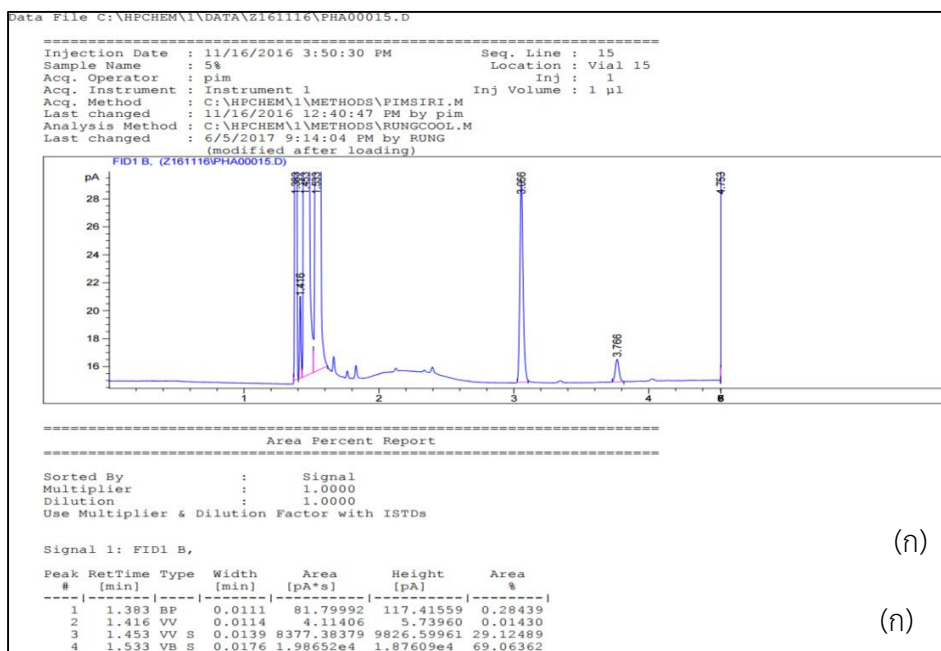 Data File C:\HPCHEM\1\DATA\Z161116\PHA00015.D
=====================================================================
Injection Date : 11/16/2016 3:50:30 PM Seq. Line : 15
Sample Name : 5% Location : Vial 15
Acq. Operator : pim Inj : 1
Acq. Instrument : Instrument 1 Inj Volume : 1 µl
Acq. Method : C:\HPCHEM\1\METHODS\PIMSIRI.M
Last changed : 11/16/2016 12:40:47 PM by pim
Analysis Method : C:\HPCHEM\1\METHODS\RUNGCOOL.M
Last changed : 6/5/2017 9:14:04 PM by RUNG
(modified after loading)
FID1 B, (Z161116\PHA00015.D)
pA
28
26
24
22
20
18
16
1.383
1.416
1.453
1.533
3.056
3.766
4.753
1 2 3 4
=====================================================================
Area Percent Report
=====================================================================
Sorted By : Signal
Multiplier : 1.0000
Dilution : 1.0000
Use Multiplier & Dilution Factor with ISTDs
Signal 1: FID1 B,
(ก)
Peak RetTime Type Width Area Height Area
# [min] [min] [pA*s] [pA] %
----|-------|----|-------|----------|----------|--------|
1 1.383 BP 0.0111 81.79992 117.41559 0.28439
2 1.416 VV 0.0114 4.11406 5.73960 0.01430
(ก)
3 1.453 VV S 0.0139 8377.38379 9826.59961 29.12489
4 1.533 VB S 0.0176 1.98652e4 1.87609e4 69.06362